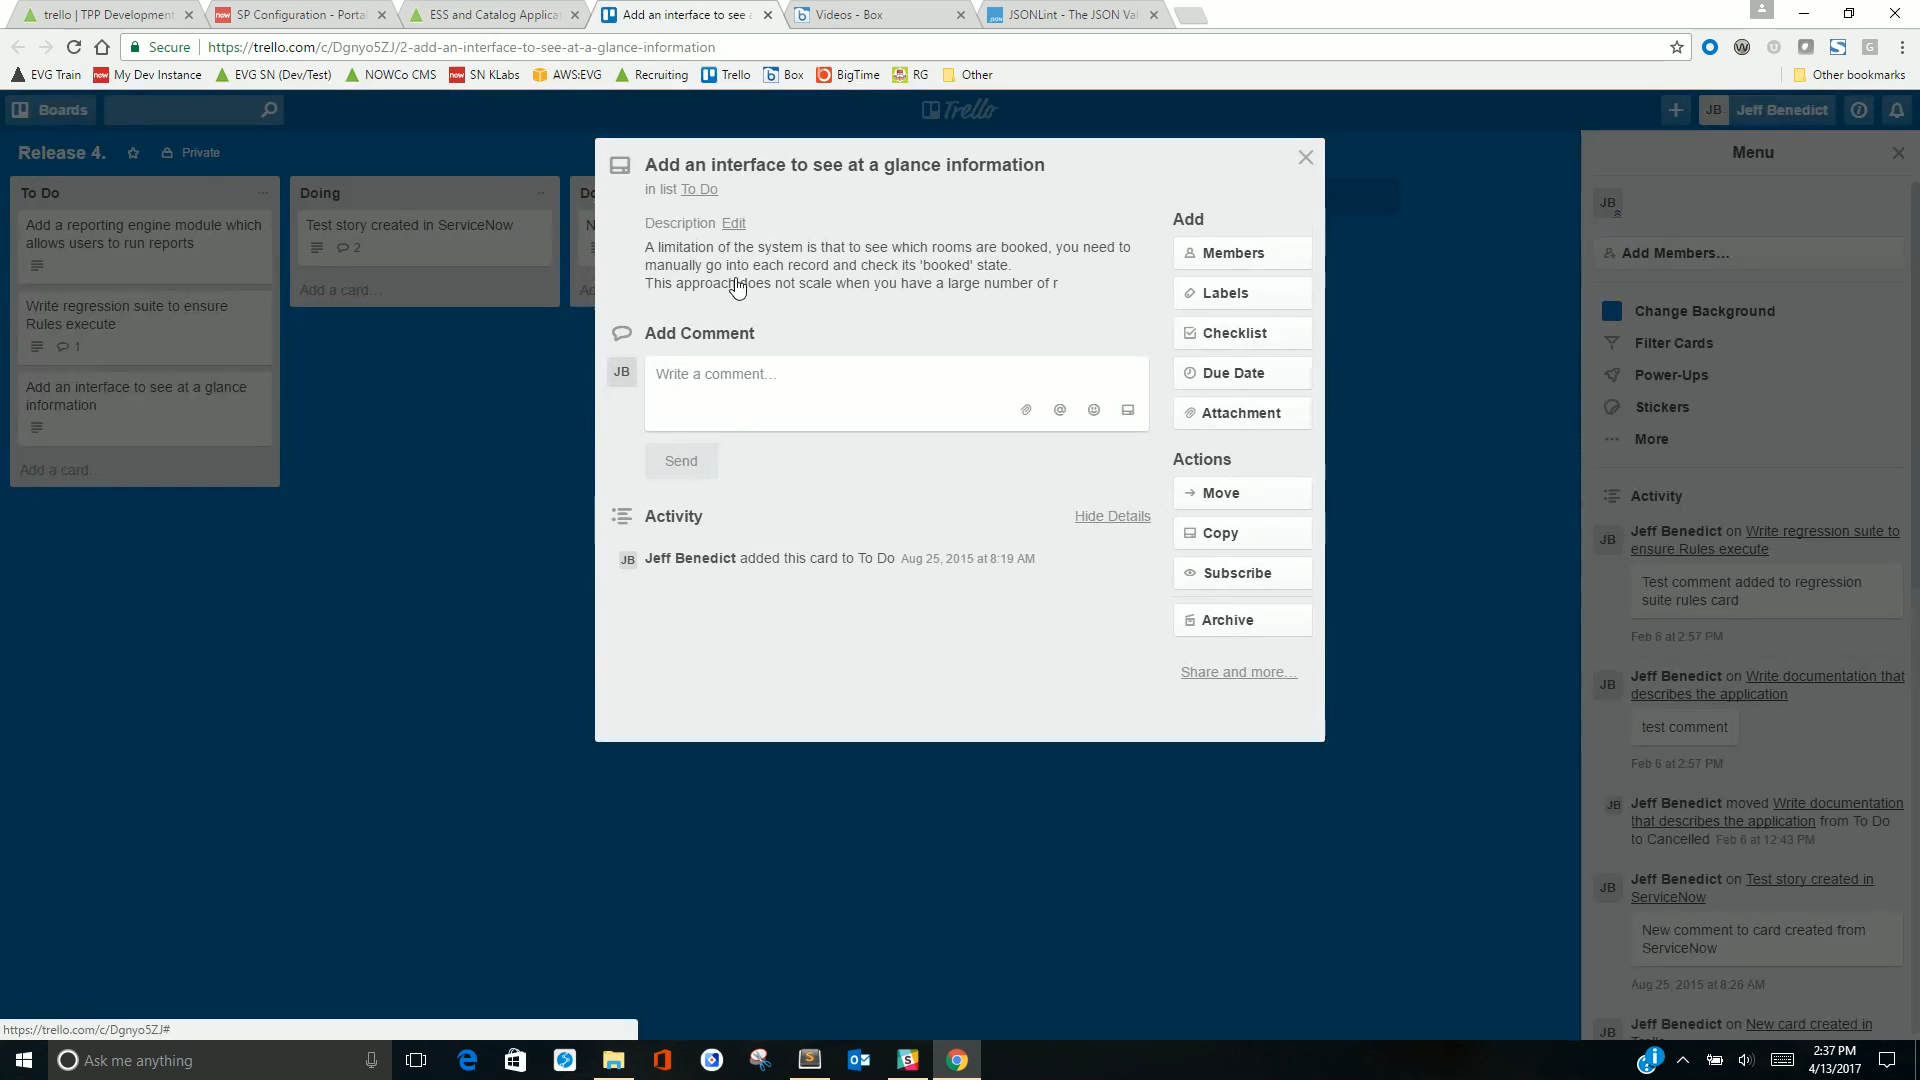 trello | TPP Development
SP Configuration - Porta
ESS and Catalog Applica
Add an interface to see
Videos - Box
JSONLint - The JSON Va
Secure
https://trello.com/c/Dgnyo5ZJ/2-add-an-interface-to-see-at-a-glance-information
EVG Train
My Dev Instance
EVG SN (Dev/Test)
NOWCo CMS
SN KLabs
AWS:EVG
Recruiting
Trello
Box
BigTime
RG
Other
Other bookmarks
Boards
Trello
JB
Jeff Benedict
Release 4.
Private
To Do
Add a reporting engine module which
allows users to run reports
Write regression suite to ensure
Rules execute
1
Add an interface to see at a glance
information
Add a card…
Doing
Test story created in ServiceNow
2
Add a card…
Add an interface to see at a glance information
in list To Do
Description Edit
A limitation of the system is that to see which rooms are booked, you need to
manually go into each record and check its 'booked' state.
This approach does not scale when you have a large number of r
Add Comment
JB
Write a comment…
Send
Activity
Hide Details
JB
Jeff Benedict added this card to To Do Aug 25, 2015 at 8:19 AM
Add
Members
Labels
Checklist
Due Date
Attachment
Actions
Move
Copy
Subscribe
Archive
Share and more…
Menu
JB
Add Members…
Change Background
Filter Cards
Power-Ups
Stickers
More
Activity
JB
Jeff Benedict on Write regression suite to
ensure Rules execute
Test comment added to regression
suite rules card
Feb 6 at 2:57 PM
JB
Jeff Benedict on Write documentation that
describes the application
test comment
Feb 6 at 2:57 PM
JB
Jeff Benedict moved Write documentation
that describes the application from To Do
to Cancelled Feb 6 at 12:43 PM
JB
Jeff Benedict on Test story created in
ServiceNow
New comment to card created from
ServiceNow
Aug 25, 2015 at 8:26 AM
JB
Jeff Benedict on New card created in
https://trello.com/c/Dgnyo5ZJ#
Ask me anything
2:37 PM
4/13/2017